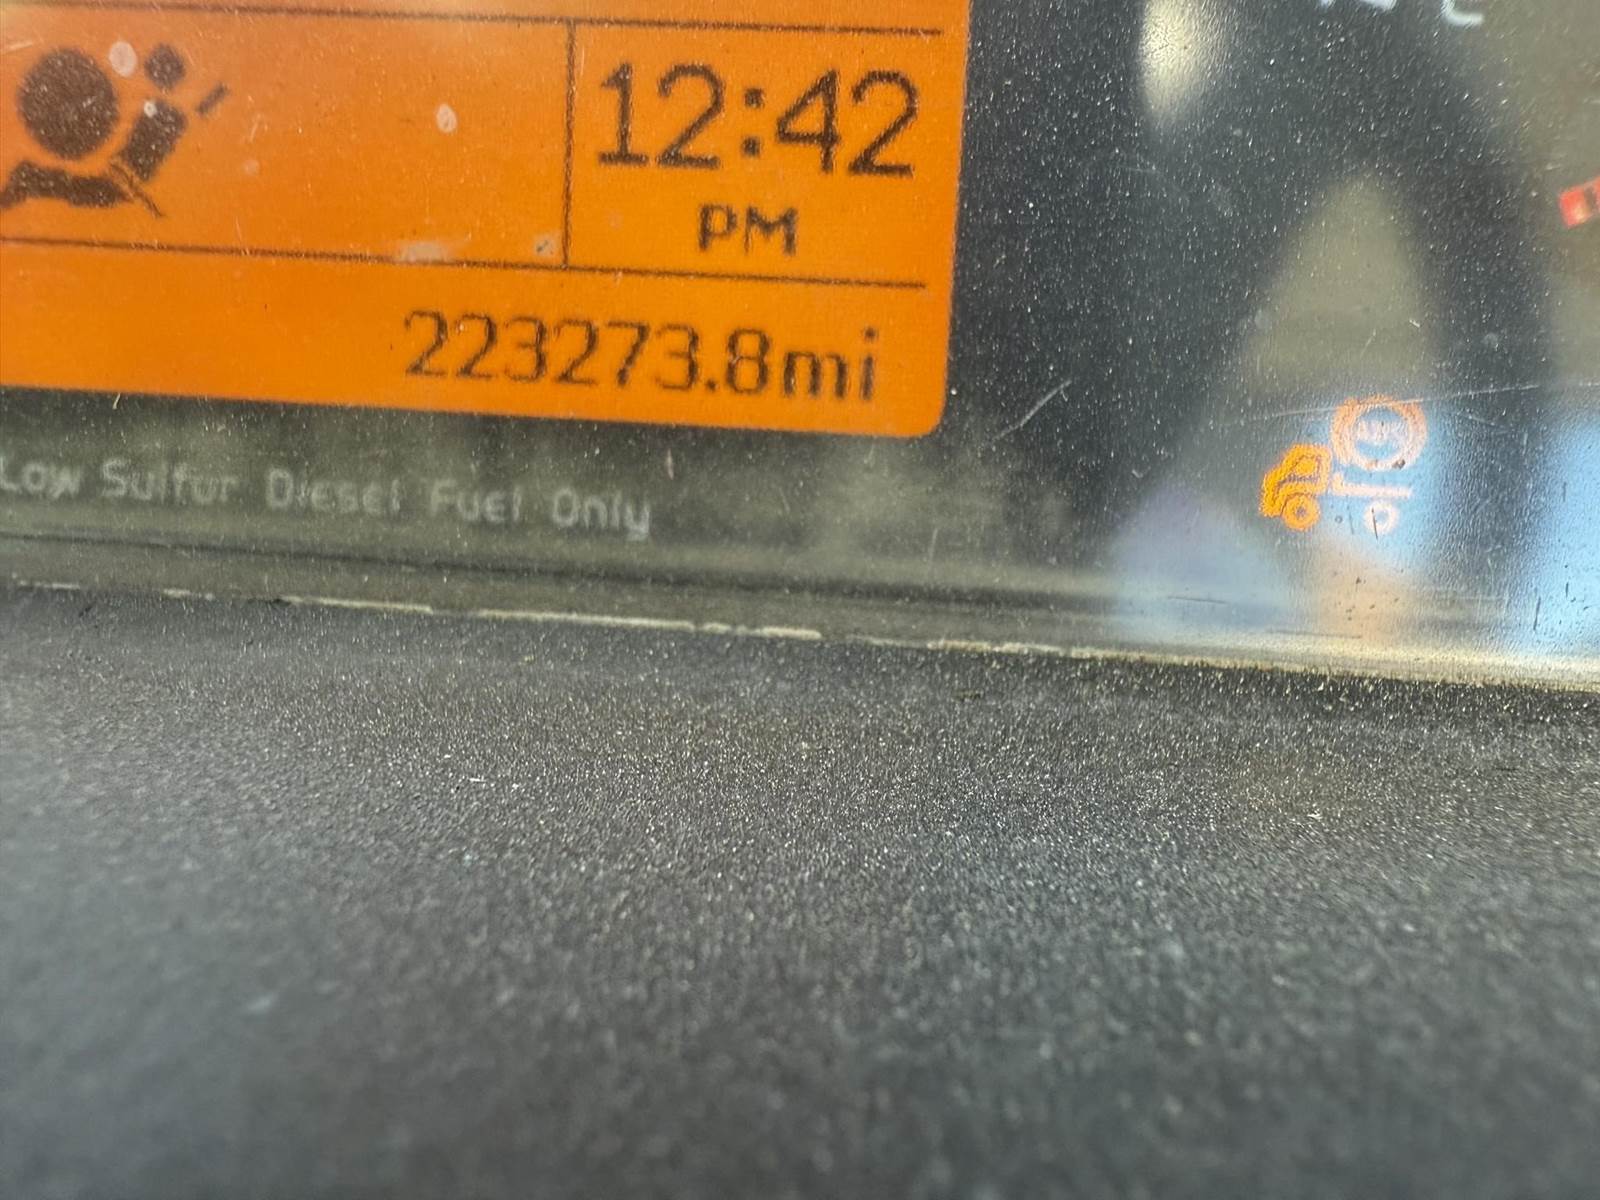 12:42
PM
223273.8mi
Low Sulfur Diesel Fuel Only